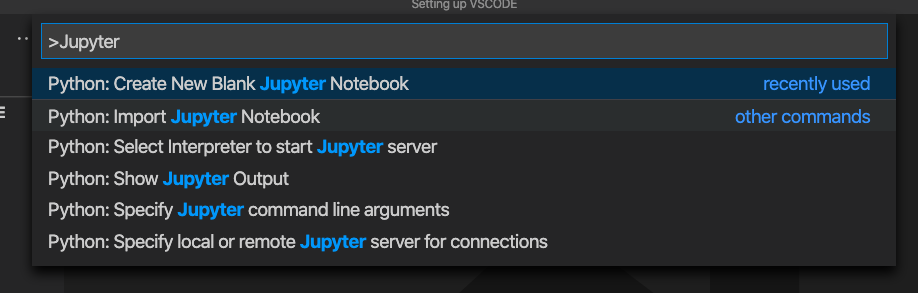 Setting up VSCODE
>Jupyter
Python: Create New Blank Jupyter Notebook recently used
Python: Import Jupyter Notebook other commands
Python: Select Interpreter to start Jupyter server
Python: Show Jupyter Output
Python: Specify Jupyter command line arguments
Python: Specify local or remote Jupyter server for connections